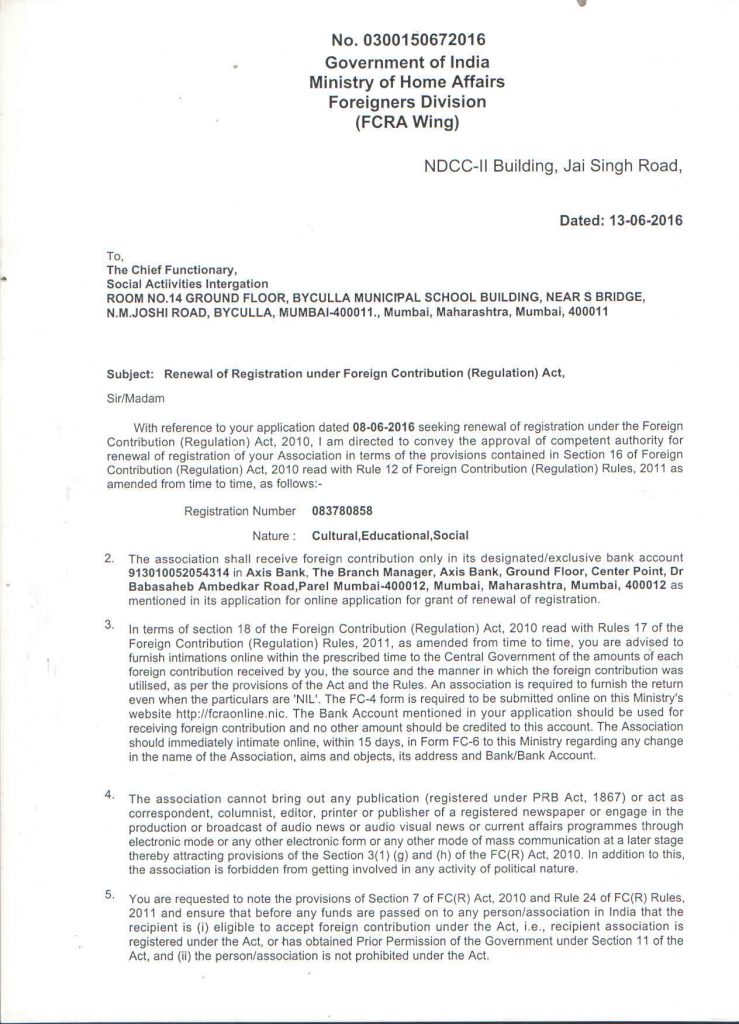 No. 0300150672016
Government of India
Ministry of Home Affairs
Foreigners Division
(FCRA Wing)
NDCC-II Building, Jai Singh Road,
Dated: 13-06-2016
To,
The Chief Functionary,
Social Actiivities Intergation
ROOM NO.14 GROUND FLOOR, BYCULLA MUNICIPAL SCHOOL BUILDING, NEAR S BRIDGE,
N.M.JOSHI ROAD, BYCULLA, MUMBAI-400011., Mumbai, Maharashtra, Mumbai, 400011
Subject: Renewal of Registration under Foreign Contribution (Regulation) Act,
Sir/Madam
With reference to your application dated 08-06-2016 seeking renewal of registration under the Foreign
Contribution (Regulation) Act, 2010, I am directed to convey the approval of competent authority for
renewal of registration of your Association in terms of the provisions contained in Section 16 of Foreign
Contribution (Regulation) Act, 2010 read with Rule 12 of Foreign Contribution (Regulation) Rules, 2011 as
amended from time to time, as follows:-
Registration Number 083780858
Nature : Cultural,Educational,Social
2. The association shall receive foreign contribution only in its designated/exclusive bank account
913010052054314 in Axis Bank, The Branch Manager, Axis Bank, Ground Floor, Center Point, Dr
Babasaheb Ambedkar Road,Parel Mumbai-400012, Mumbai, Maharashtra, Mumbai, 400012 as
mentioned in its application for online application for grant of renewal of registration.
3. In terms of section 18 of the Foreign Contribution (Regulation) Act, 2010 read with Rules 17 of the
Foreign Contribution (Regulation) Rules, 2011, as amended from time to time, you are advised to
furnish intimations online within the prescribed time to the Central Government of the amounts of each
foreign contribution received by you, the source and the manner in which the foreign contribution was
utilised, as per the provisions of the Act and the Rules. An association is required to furnish the return
even when the particulars are 'NIL'. The FC-4 form is required to be submitted online on this Ministry's
website http://fcraonline.nic. The Bank Account mentioned in your application should be used for
receiving foreign contribution and no other amount should be credited to this account. The Association
should immediately intimate online, within 15 days, in Form FC-6 to this Ministry regarding any change
in the name of the Association, aims and objects, its address and Bank/Bank Account.
4. The association cannot bring out any publication (registered under PRB Act, 1867) or act as
correspondent, columnist, editor, printer or publisher of a registered newspaper or engage in the
production or broadcast of audio news or audio visual news or current affairs programmes through
electronic mode or any other electronic form or any other mode of mass communication at a later stage
thereby attracting provisions of the Section 3(1) (g) and (h) of the FC(R) Act, 2010. In addition to this,
the association is forbidden from getting involved in any activity of political nature.
5. You are requested to note the provisions of Section 7 of FC(R) Act, 2010 and Rule 24 of FC(R) Rules,
2011 and ensure that before any funds are passed on to any person/association in India that the
recipient is (i) eligible to accept foreign contribution under the Act, i.e., recipient association is
registered under the Act, or has obtained Prior Permission of the Government under Section 11 of the
Act, and (ii) the person/association is not prohibited under the Act.